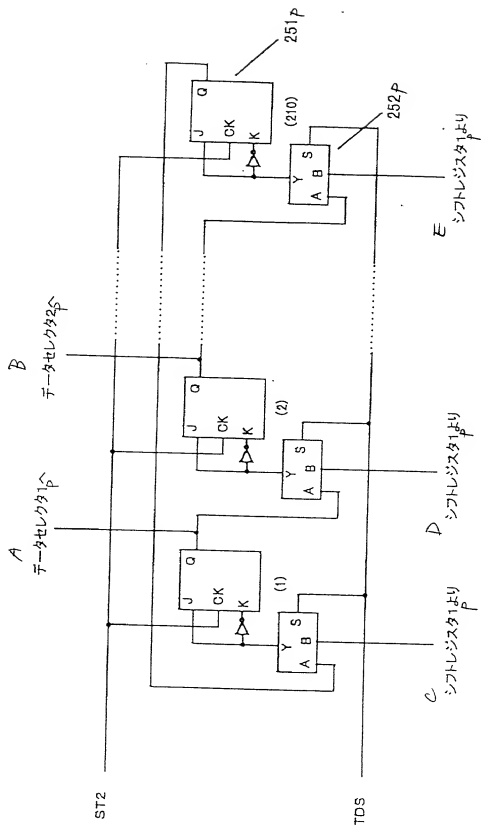 A
データセレクタ1pへ
B
データセレクタ2pへ
ST2
J
Q
CK
K
(1)
Y
S
A
B
J
Q
CK
K
(2)
Y
S
A
B
J
Q
CK
K
251p
(210)
Y
S
A
B
252p
TDS
C
シフトレジスタ1pより
D
シフトレジスタ1pより
E
シフトレジスタ1pより